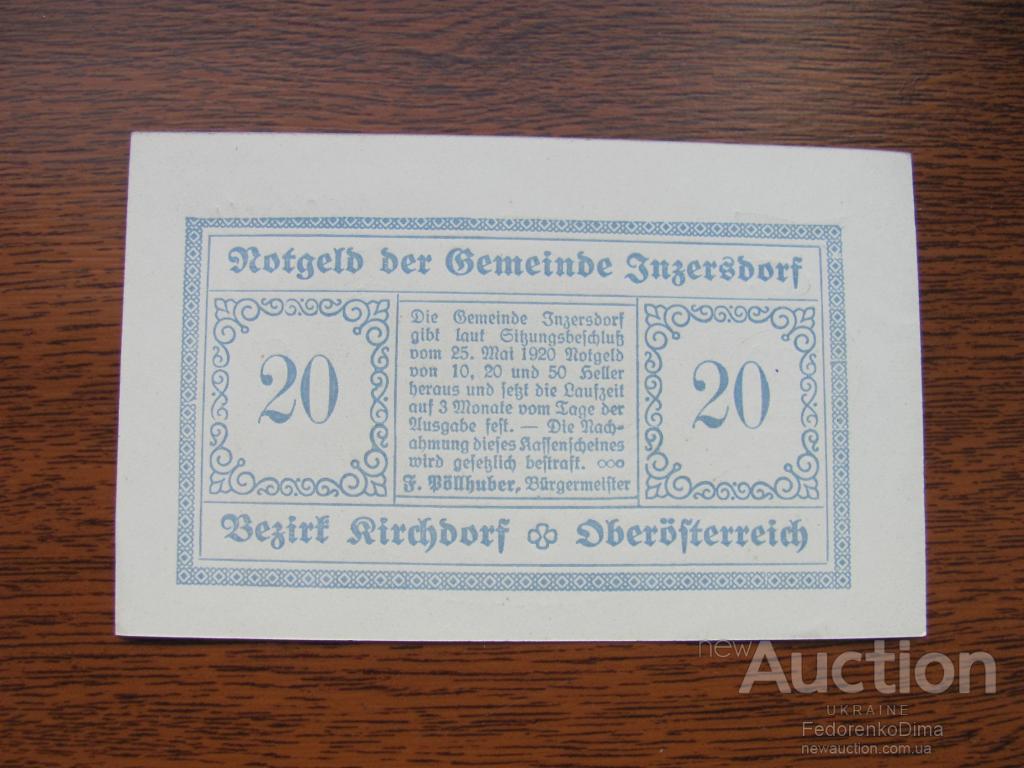 Notgeld der Gemeinde Inzersdorf
20
Die Gemeinde Inzersdorf
gibt laut Sitzungsbeschluß
vom 25. Mai 1920 Notgeld
von 10, 20 und 50 Heller
heraus und setzt die Laufzeit
auf 3 Monate vom Tage der
Ausgabe fest. — Die Nach-
ahmung dieses Kassenscheines
wird gesetzlich bestraft.
F. Pöllhuber, Bürgermeister
20
Bezirk Kirchdorf Oberösterreich
new Auction
UKRAINE
FedorenkoDima
newauction.com.ua